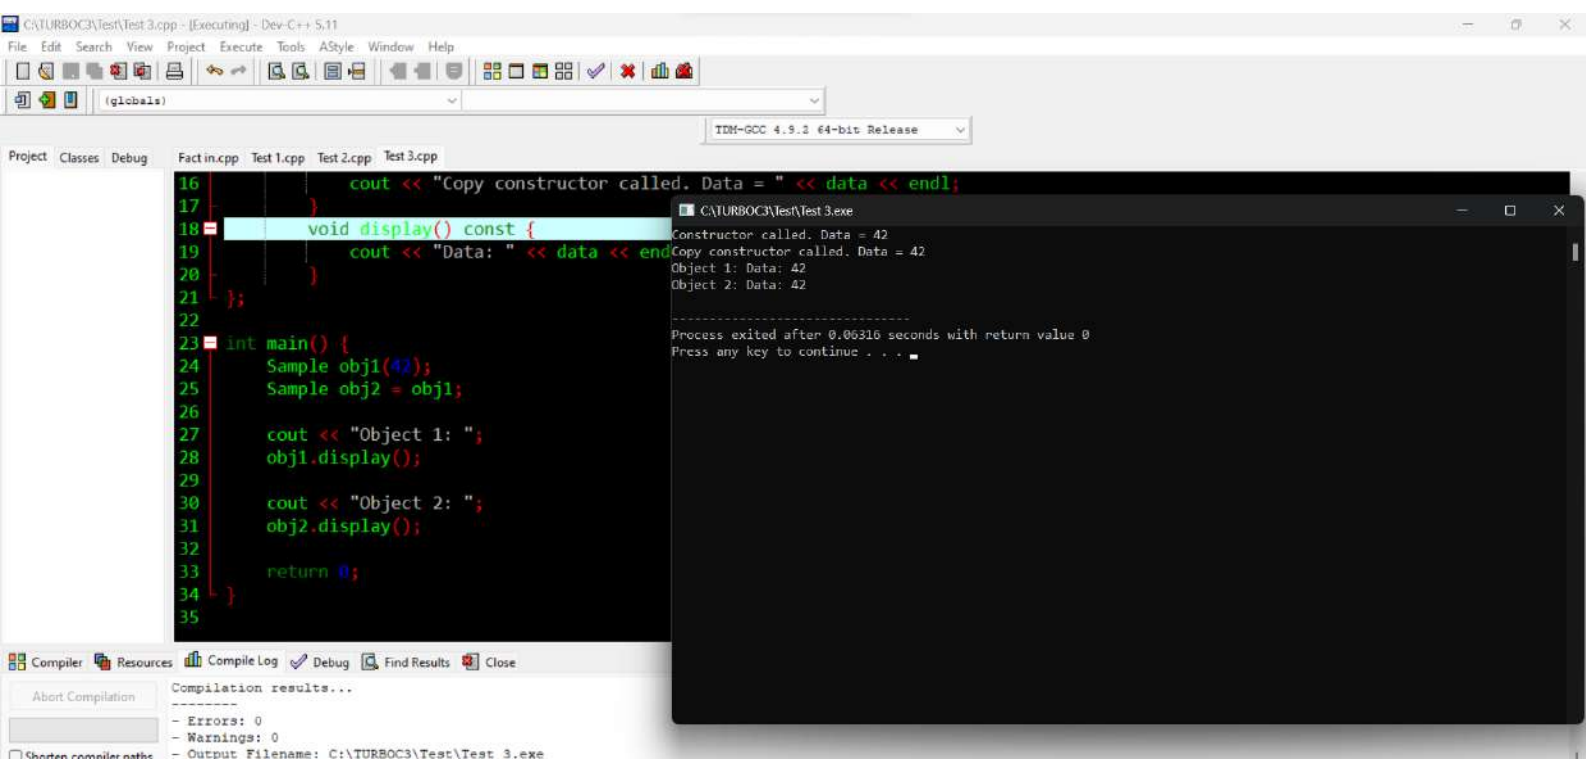 C:\TURBOC3\Test\Test 3.cpp - [Executing] - Dev-C++ 5.11
File Edit Search View Project Execute Tools AStyle Window Help
(globals)
TDM-GCC 4.9.2 64-bit Release
Project Classes Debug
Fact in.cpp Test 1.cpp Test 2.cpp Test 3.cpp
16 cout << "Copy constructor called. Data = " << data << endl;
17 }
18 void display() const {
19 cout << "Data: " << data << end
20 }
21 };
22
23 int main() {
24 Sample obj1(42);
25 Sample obj2 = obj1;
26
27 cout << "Object 1: ";
28 obj1.display();
29
30 cout << "Object 2: ";
31 obj2.display();
32
33 return 0;
34 }
35
C:\TURBOC3\Test\Test 3.exe
Constructor called. Data = 42
Copy constructor called. Data = 42
Object 1: Data: 42
Object 2: Data: 42
--------------------------------
Process exited after 0.06316 seconds with return value 0
Press any key to continue . . .
Compiler Resources Compile Log Debug Find Results Close
Abort Compilation
Shorten compiler paths
Compilation results...
--------
- Errors: 0
- Warnings: 0
- Output Filename: C:\TURBOC3\Test\Test 3.exe